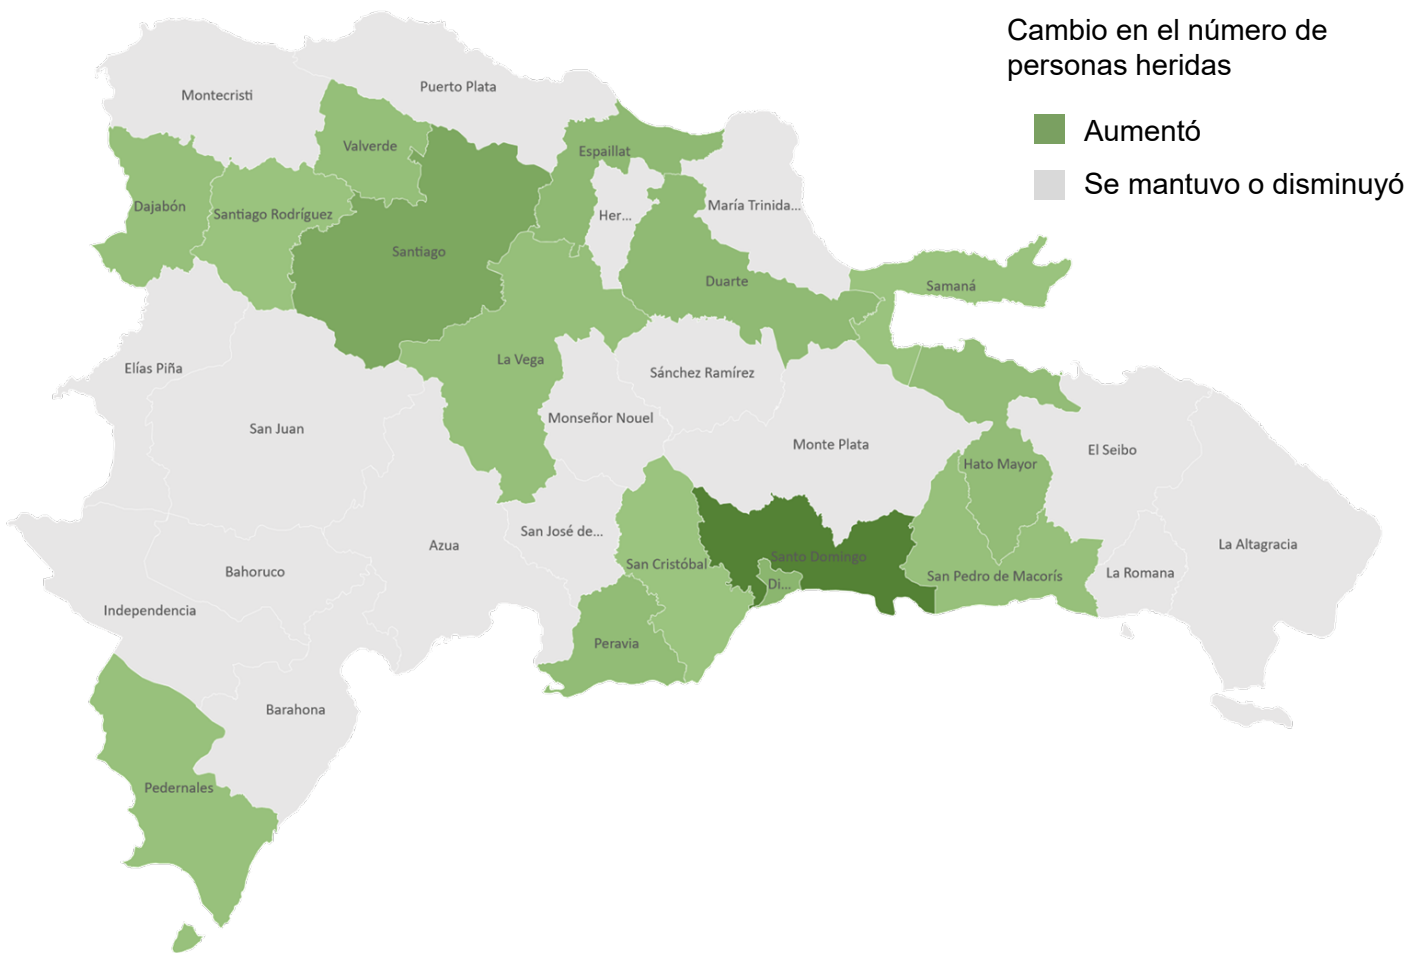 Cambio en el número de
personas heridas
Aumentó
Se mantuvo o disminuyó
Montecristi
Puerto Plata
Valverde
Espaillat
Dajabón
Santiago Rodríguez
Her...
María Trinida...
Santiago
Duarte
Samaná
Elías Piña
La Vega
Sánchez Ramírez
San Juan
Monseñor Nouel
Monte Plata
El Seibo
Hato Mayor
Azua
San José de...
La Altagracia
Bahoruco
San Cristóbal
Santo Domingo
Di...
San Pedro de Macorís
La Romana
Independencia
Peravia
Barahona
Pedernales